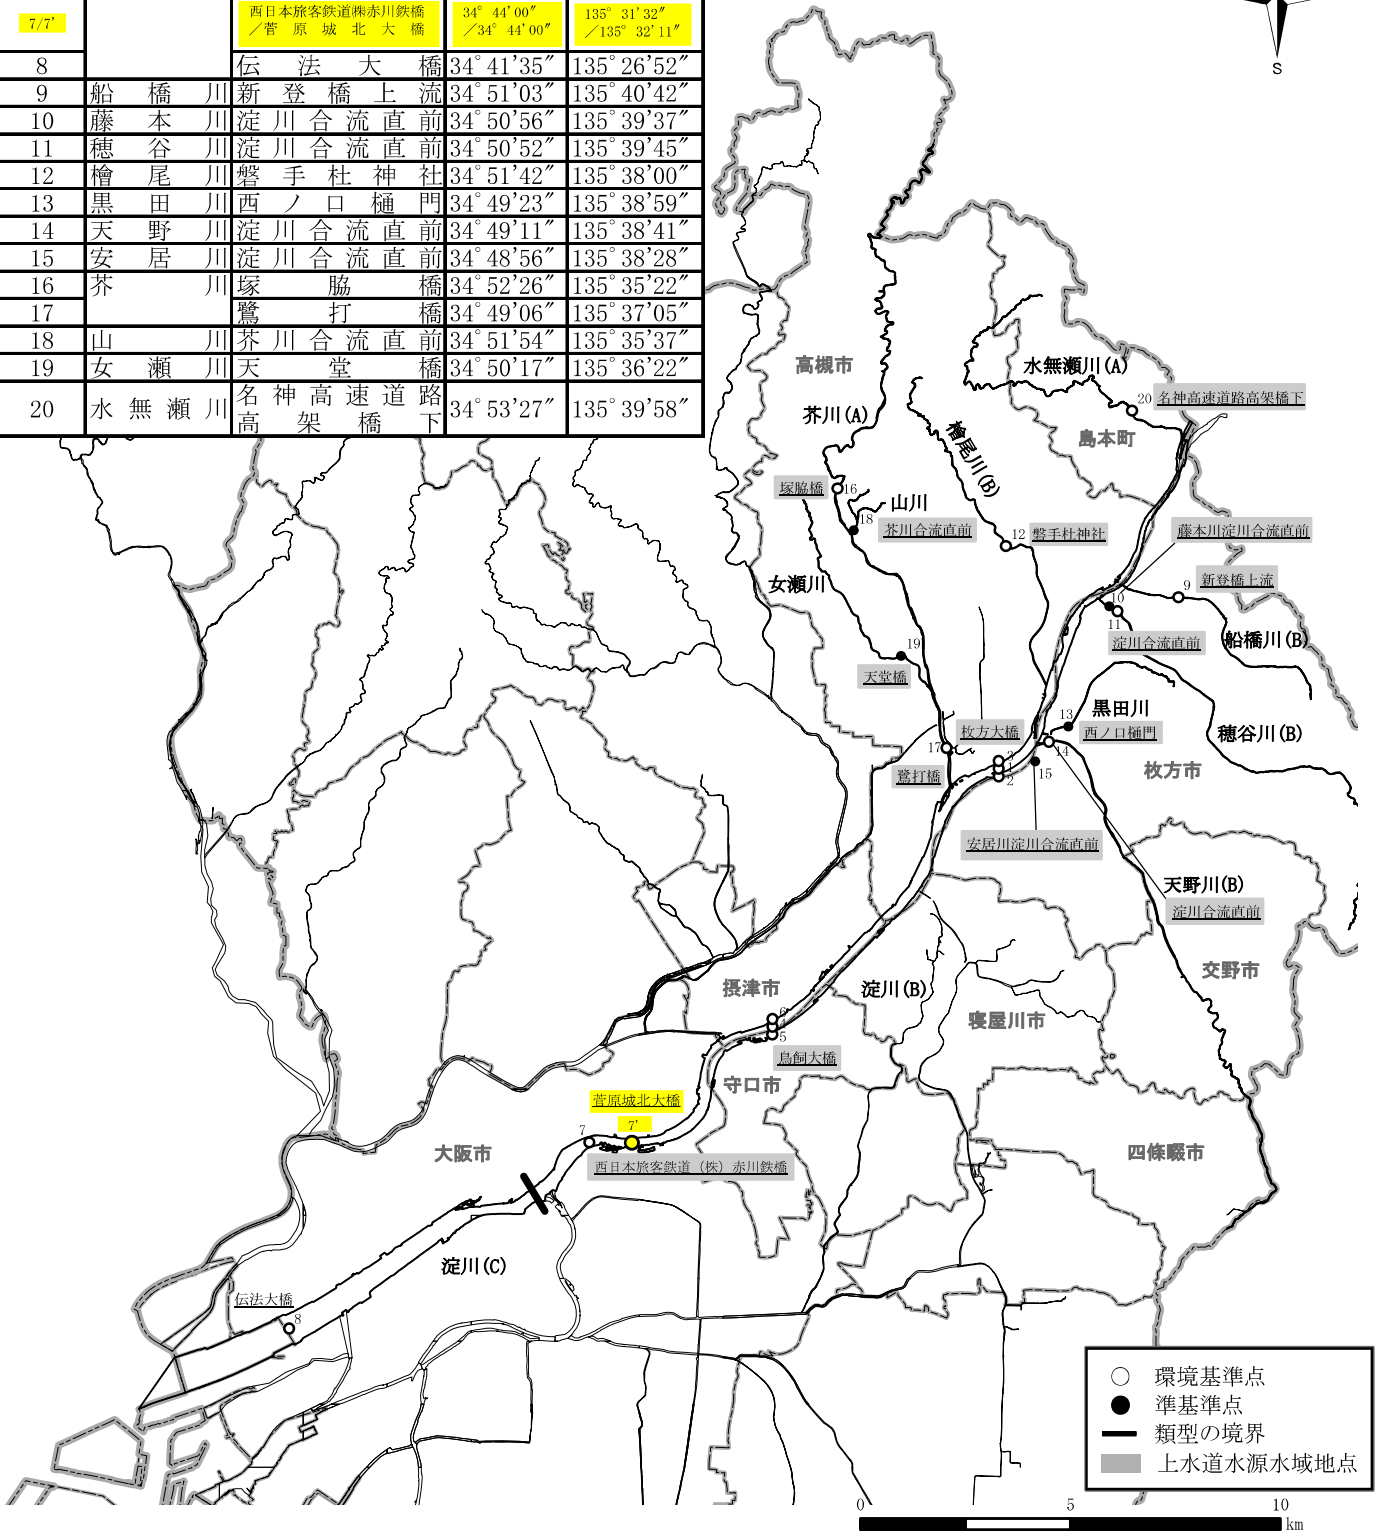 7/7' 西日本旅客鉄道㈱赤川鉄橋／菅原城北大橋 34°44'00″／34°44'00″ 135°31'32″／135°32'11″
8 伝法大橋 34°41'35″ 135°26'52″
9 船橋川 新登橋上流 34°51'03″ 135°40'42″
10 藤本川 淀川合流直前 34°50'56″ 135°39'37″
11 穂谷川 淀川合流直前 34°50'52″ 135°39'45″
12 檜尾川 磐手杜神社 34°51'42″ 135°38'00″
13 黒田川 西ノ口樋門 34°49'23″ 135°38'59″
14 天野川 淀川合流直前 34°49'11″ 135°38'41″
15 安居川 淀川合流直前 34°48'56″ 135°38'28″
16 芥川 塚脇橋 34°52'26″ 135°35'22″
17 鷺打橋 34°49'06″ 135°37'05″
18 山川 芥川合流直前 34°51'54″ 135°35'37″
19 女瀬川 天堂橋 34°50'17″ 135°36'22″
20 水無瀬川 名神高速道路高架橋下 34°53'27″ 135°39'58″
S
高槻市
水無瀬川(A)
20 名神高速道路高架橋下
芥川(A)
島本町
檜尾川(B)
塚脇橋 16
山川
18 芥川合流直前
12 磐手杜神社
藤本川淀川合流直前
女瀬川
9 新登橋上流
10
11
淀川合流直前
船橋川(B)
19
天堂橋
黒田川
13
西ノ口樋門
穂谷川(B)
枚方大橋
17
3
1
2
14
15
枚方市
鷺打橋
安居川淀川合流直前
天野川(B)
淀川合流直前
交野市
摂津市
淀川(B)
寝屋川市
6
4
5
鳥飼大橋
守口市
菅原城北大橋
7'
7
西日本旅客鉄道（株）赤川鉄橋
大阪市
四條畷市
淀川(C)
伝法大橋
8
環境基準点
準基準点
類型の境界
上水道水源水域地点
0 5 10
km